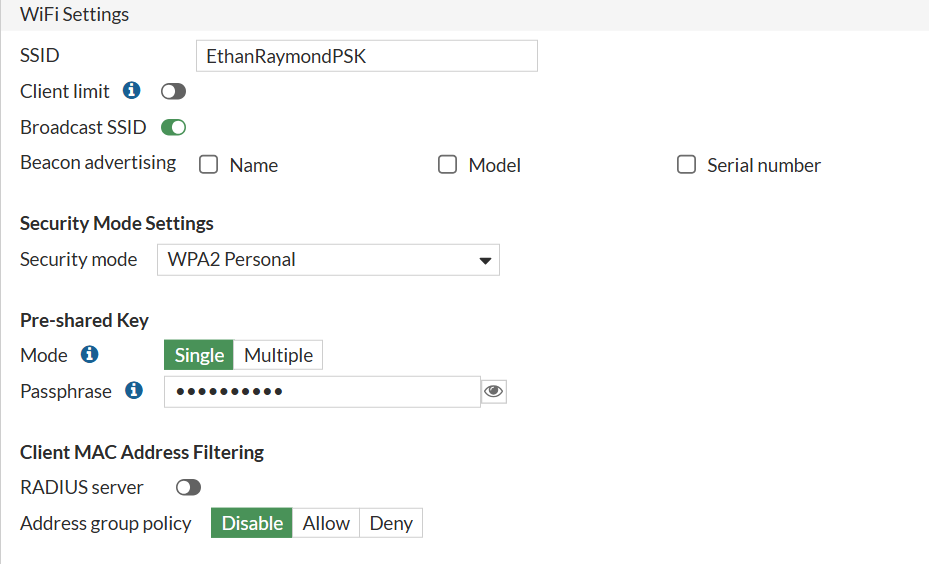 WiFi Settings
SSID EthanRaymondPSK
Client limit
Broadcast SSID
Beacon advertising Name Model Serial number
Security Mode Settings
Security mode WPA2 Personal
Pre-shared Key
Mode Single Multiple
Passphrase ••••••••••
Client MAC Address Filtering
RADIUS server
Address group policy Disable Allow Deny